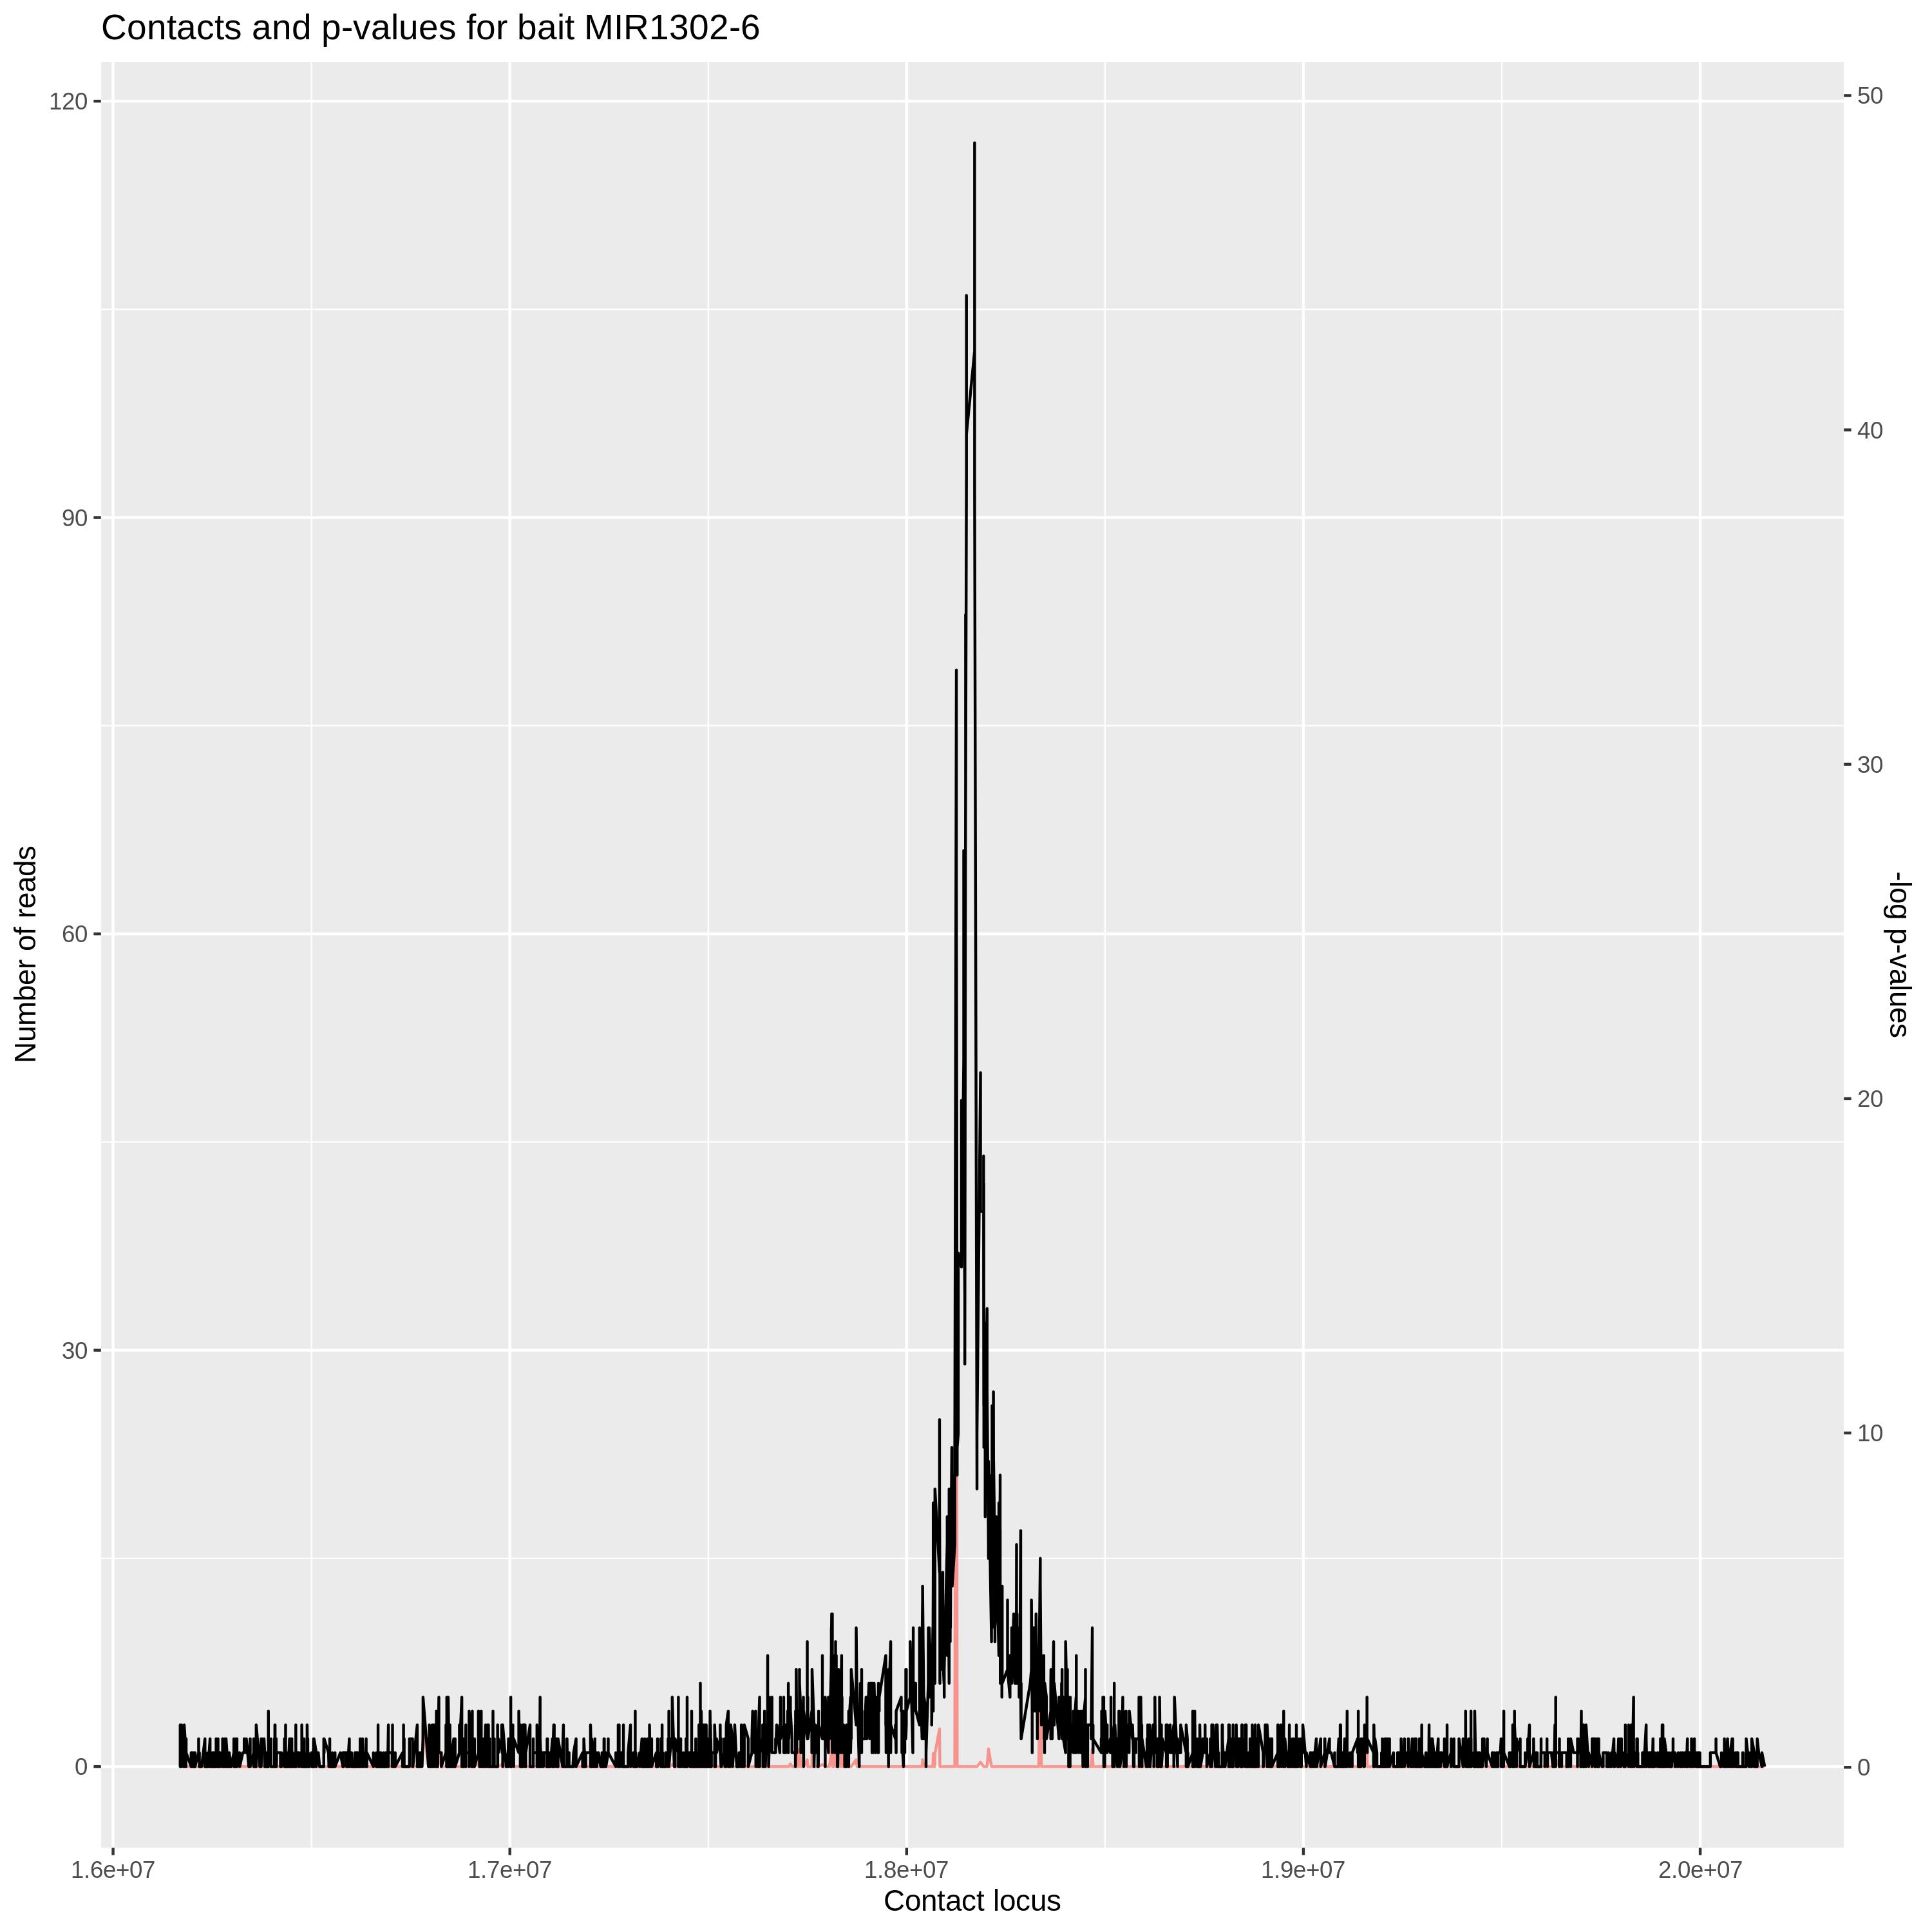 Contacts and p-values for bait MIR1302-6
120
90
60
30
0
Number of reads
50
40
30
20
10
0
-log p-values
1.6e+07
1.7e+07
1.8e+07
1.9e+07
2.0e+07
Contact locus